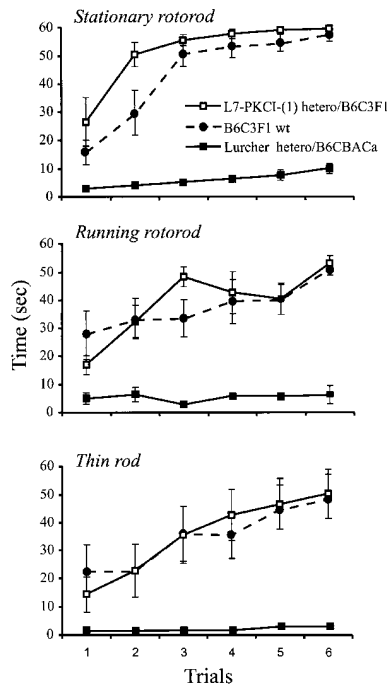 Stationary rotorod
60
50
40
30
20
10
0
L7-PKCI-(1) hetero/B6C3F1
B6C3F1 wt
Lurcher hetero/B6CBACa
Running rotorod
60
50
40
30
20
10
0
Time (sec)
Thin rod
60
50
40
30
20
10
0
1 2 3 4 5 6
Trials